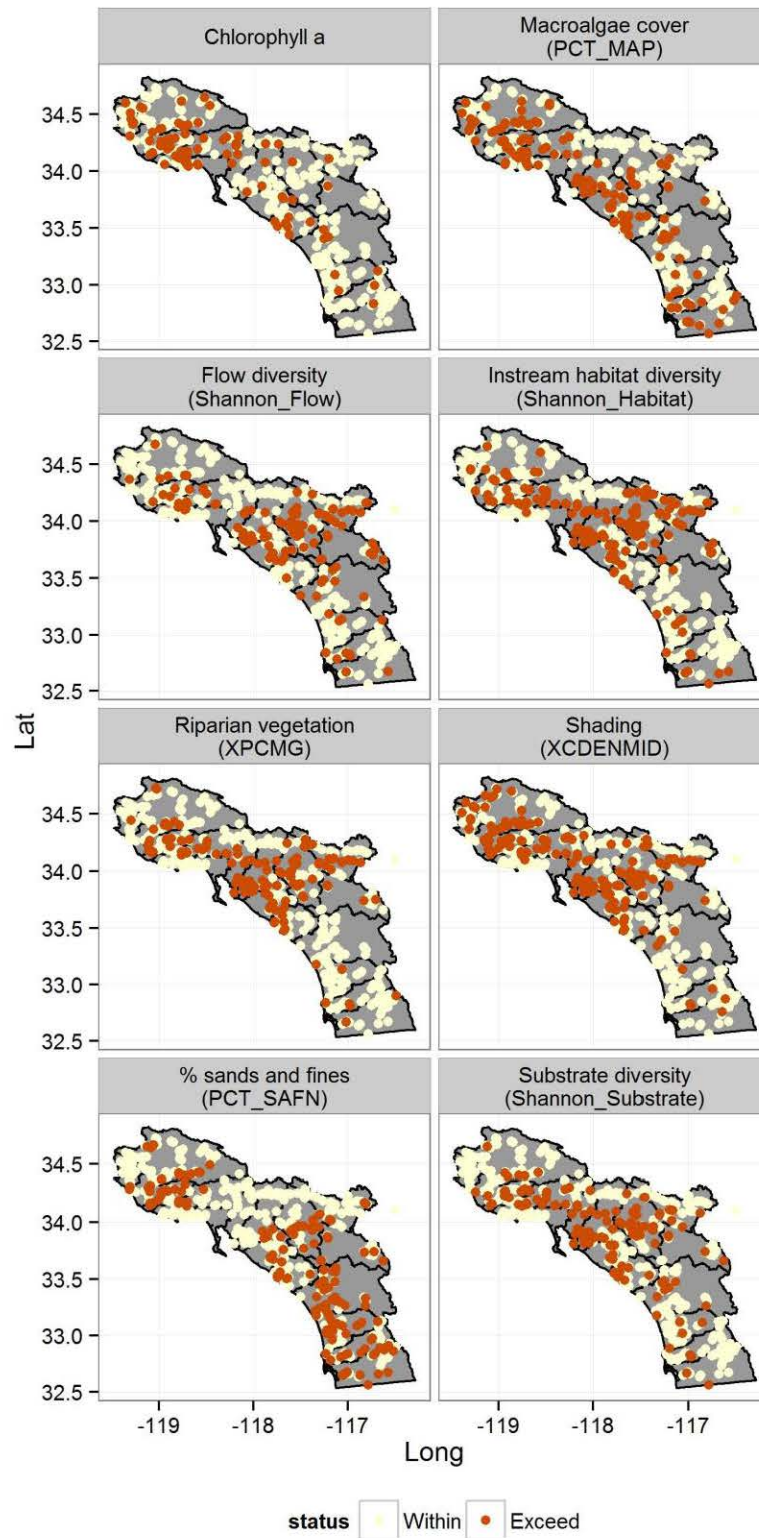 Chlorophyll a
Macroalgae cover
(PCT_MAP)
34.5
34.0
33.5
33.0
32.5
Flow diversity
(Shannon_Flow)
Instream habitat diversity
(Shannon_Habitat)
34.5
34.0
33.5
33.0
32.5
Lat
Riparian vegetation
(XPCMG)
Shading
(XCDENMID)
34.5
34.0
33.5
33.0
32.5
% sands and fines
(PCT_SAFN)
Substrate diversity
(Shannon_Substrate)
34.5
34.0
33.5
33.0
32.5
-119 -118 -117 -119 -118 -117
Long
status Within Exceed